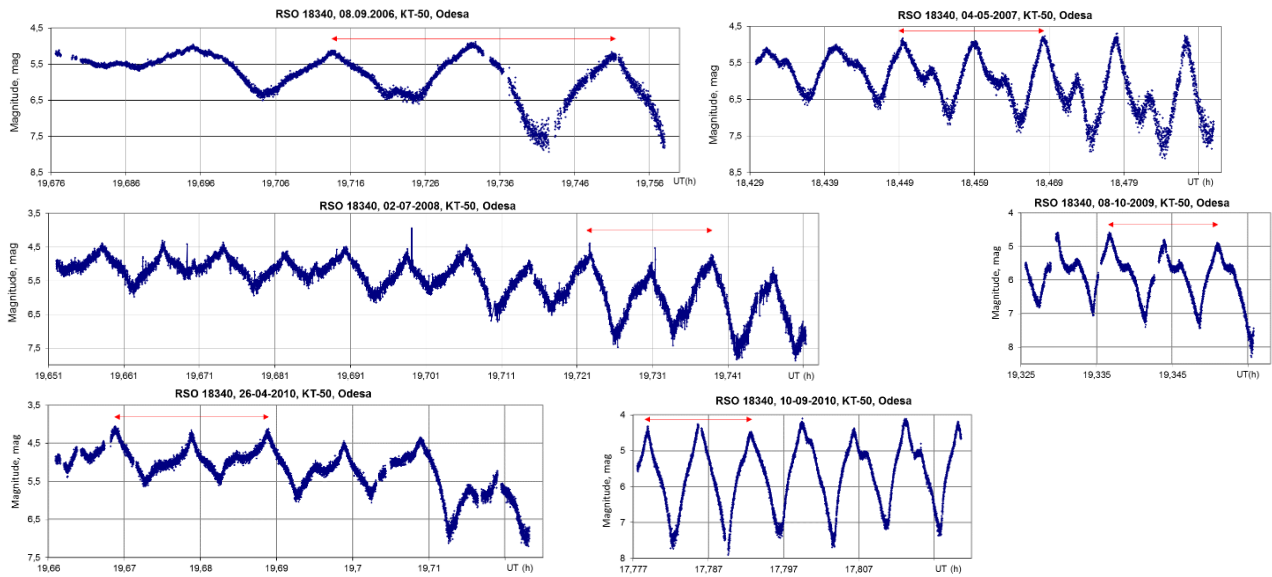 RSO 18340, 08.09.2006, КТ-50, Odesa
Magnitude, mag
4,5
5,5
6,5
7,5
8,5
19,676 19,686 19,696 19,706 19,716 19,726 19,736 19,746 19,756 UT(h)
RSO 18340, 04-05-2007, KT-50, Odesa
Magnitude, mag
4,5
5,5
6,5
7,5
8,5
18,429 18,439 18,449 18,459 18,469 18,479 UT(h)
RSO 18340, 02-07-2008, KT-50, Odesa
Magnitude, mag
3,5
4,5
5,5
6,5
7,5
19,651 19,661 19,671 19,681 19,691 19,701 19,711 19,721 19,731 19,741 UT (h)
RSO 18340, 08-10-2009, KT-50, Odesa
Magnitude, mag
4
5
6
7
8
19,325 19,335 19,345 UT(h)
RSO 18340, 26-04-2010, KT-50, Odesa
Magnitude, mag
3,5
4,5
5,5
6,5
7,5
19,66 19,67 19,68 19,69 19,7 19,71 UT (h)
RSO 18340, 10-09-2010, KT-50, Odesa
Magnitude, mag
4
5
6
7
8
17,777 17,787 17,797 17,807 UT (h)